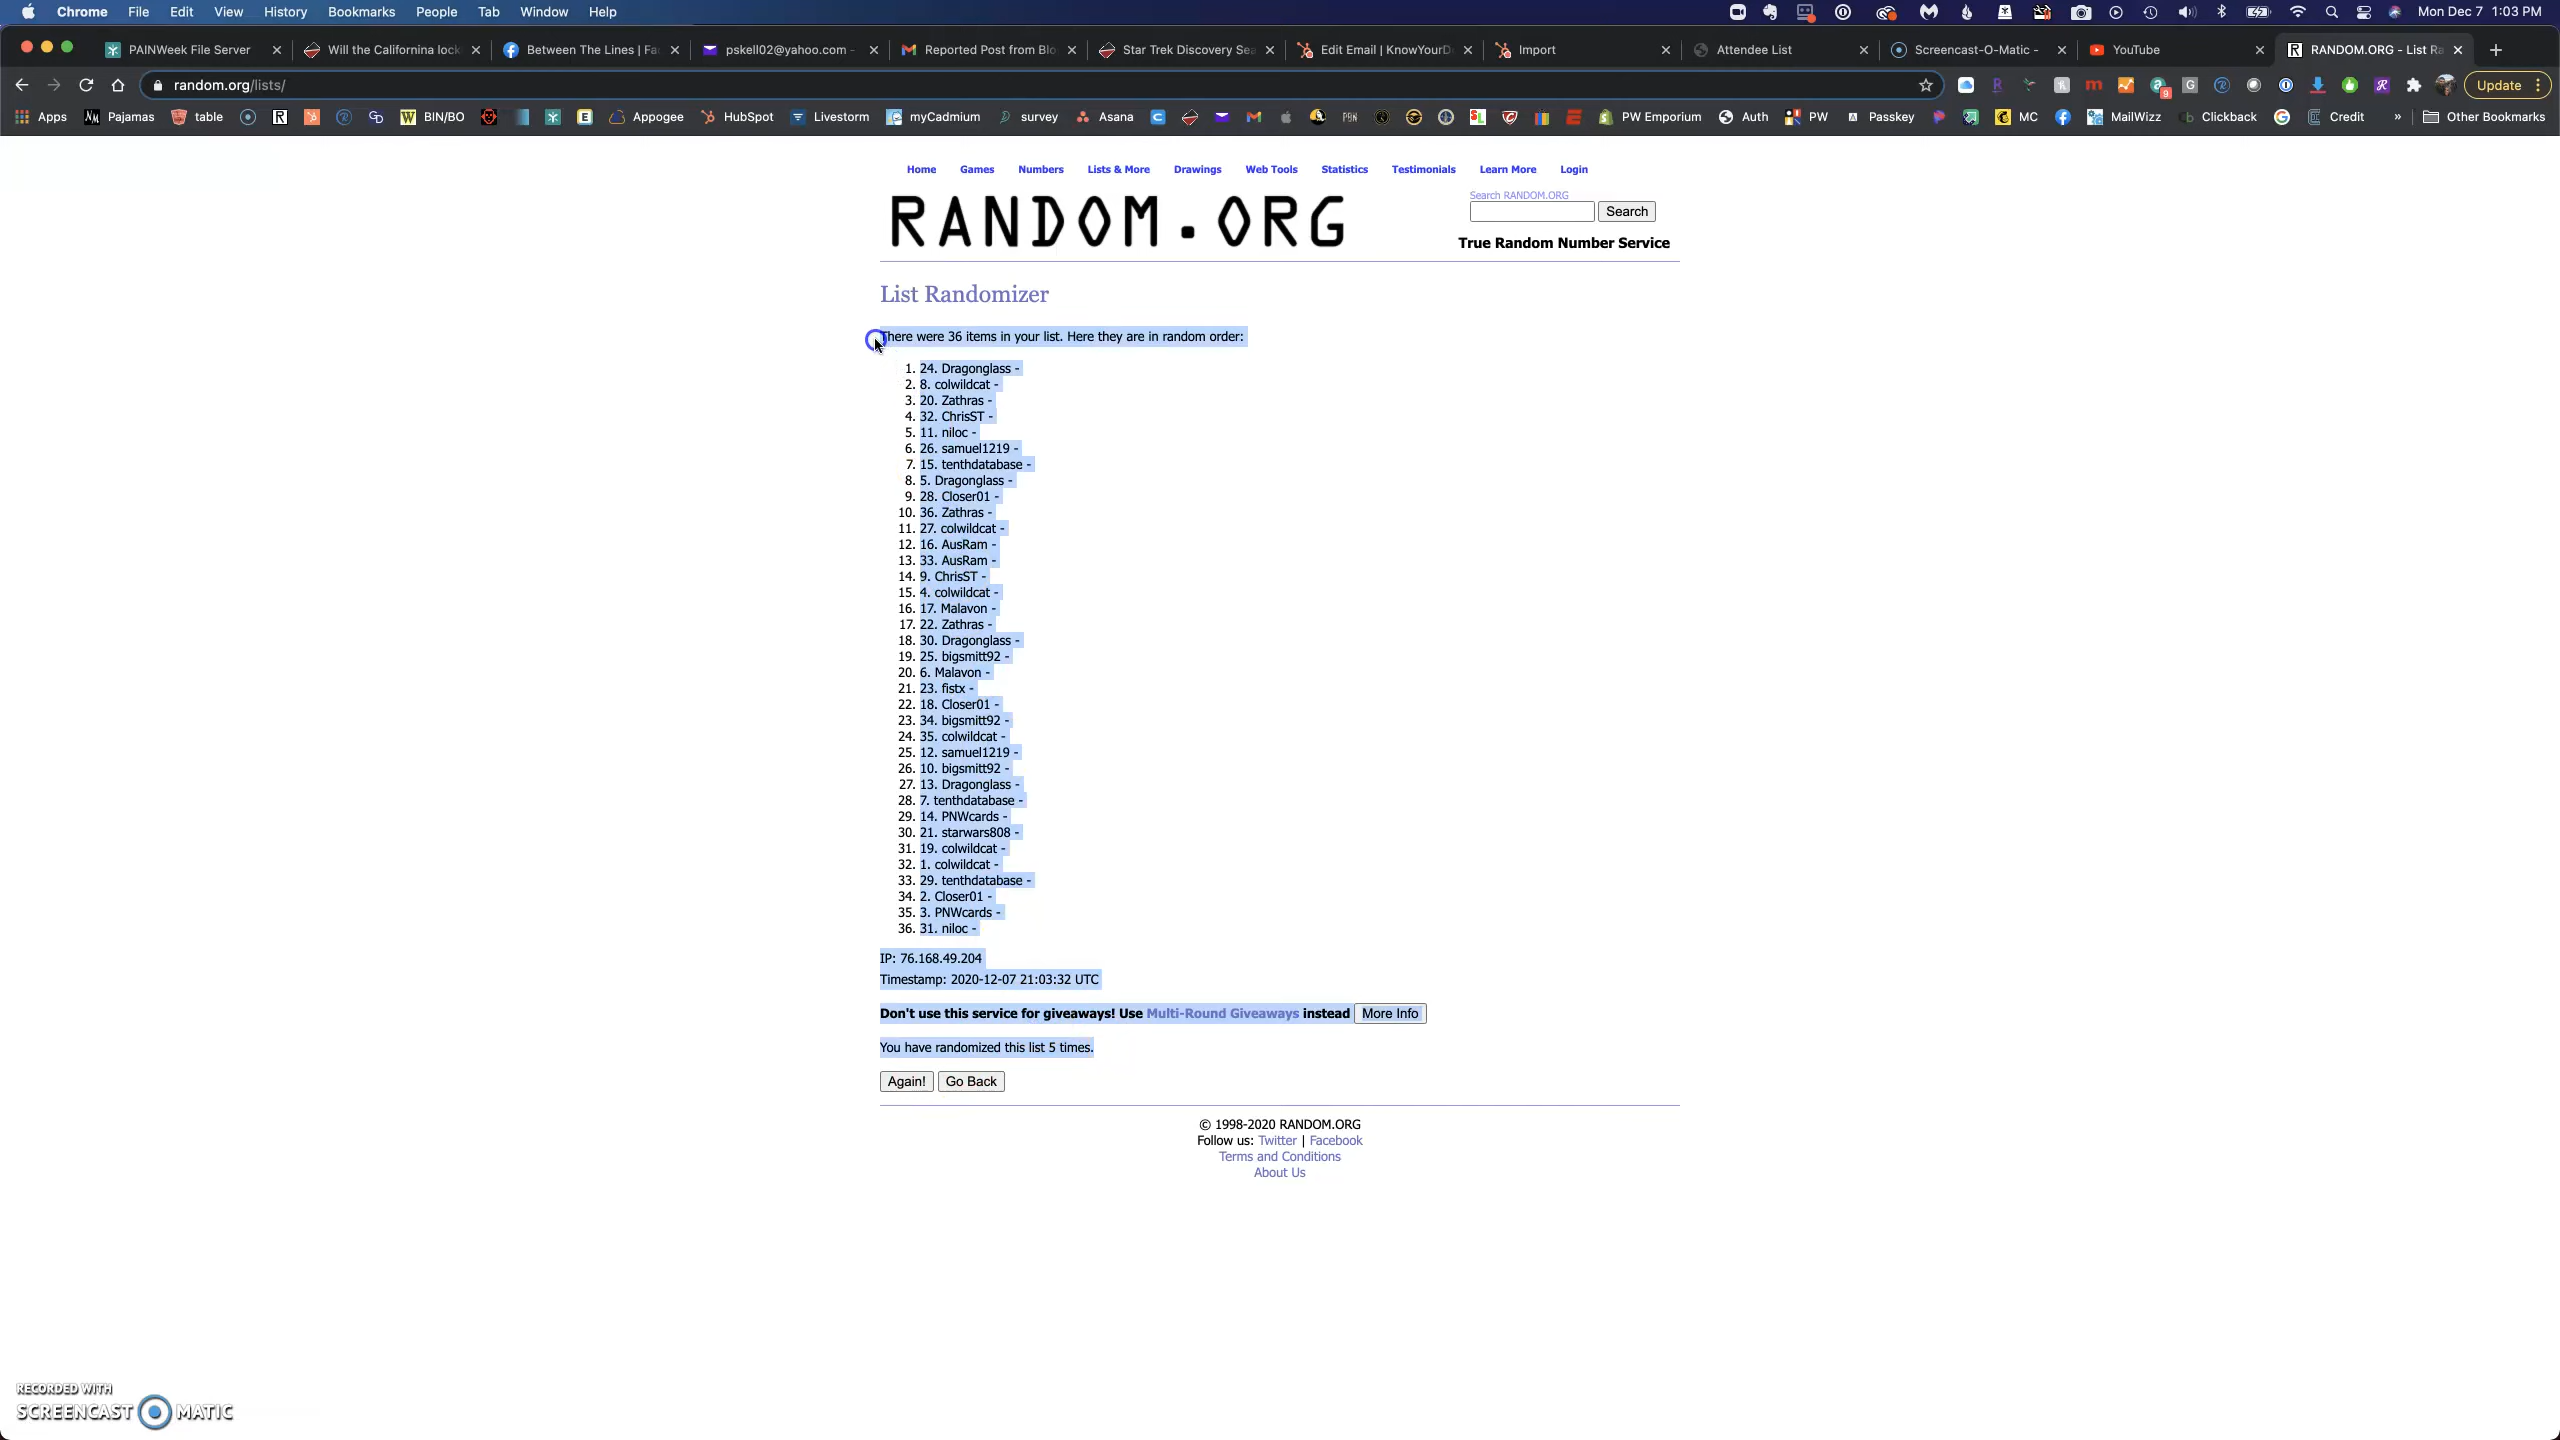 Chrome File Edit View History Bookmarks People Tab Window Help Mon Dec 7 1:03 PM
PAINWeek File Server Will the Californina lock Between The Lines | Fa pskell02@yahoo.com - Reported Post from Blo Star Trek Discovery Sea Edit Email | KnowYourD Import Attendee List Screencast-O-Matic - YouTube RANDOM.ORG - List Ra
random.org/lists/ Update
Apps Pajamas table BIN/BO Appogee HubSpot Livestorm myCadmium survey Asana PW Emporium Auth PW Passkey MC MailWizz Clickback Credit » Other Bookmarks
Home Games Numbers Lists & More Drawings Web Tools Statistics Testimonials Learn More Login
Search RANDOM.ORG
RANDOM.ORG
Search
True Random Number Service
List Randomizer
There were 36 items in your list. Here they are in random order:
1. 24. Dragonglass -
2. 8. colwildcat -
3. 20. Zathras -
4. 32. ChrisST -
5. 11. niloc -
6. 26. samuel1219 -
7. 15. tenthdatabase -
8. 5. Dragonglass -
9. 28. Closer01 -
10. 36. Zathras -
11. 27. colwildcat -
12. 16. AusRam -
13. 33. AusRam -
14. 9. ChrisST -
15. 4. colwildcat -
16. 17. Malavon -
17. 22. Zathras -
18. 30. Dragonglass -
19. 25. bigsmitt92 -
20. 6. Malavon -
21. 23. fistx -
22. 18. Closer01 -
23. 34. bigsmitt92 -
24. 35. colwildcat -
25. 12. samuel1219 -
26. 10. bigsmitt92 -
27. 13. Dragonglass -
28. 7. tenthdatabase -
29. 14. PNWcards -
30. 21. starwars808 -
31. 19. colwildcat -
32. 1. colwildcat -
33. 29. tenthdatabase -
34. 2. Closer01 -
35. 3. PNWcards -
36. 31. niloc -
IP: 76.168.49.204
Timestamp: 2020-12-07 21:03:32 UTC
Don't use this service for giveaways! Use Multi-Round Giveaways instead More Info
You have randomized this list 5 times.
Again! Go Back
© 1998-2020 RANDOM.ORG
Follow us: Twitter | Facebook
Terms and Conditions
About Us
RECORDED WITH
SCREENCAST MATIC